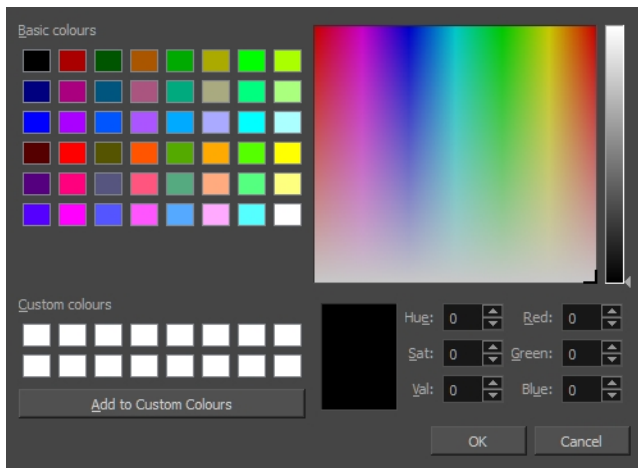 Basic colours
Custom colours
Add to Custom Colours
Hue: 0 Red: 0
Sat: 0 Green: 0
Val: 0 Blue: 0
OK Cancel